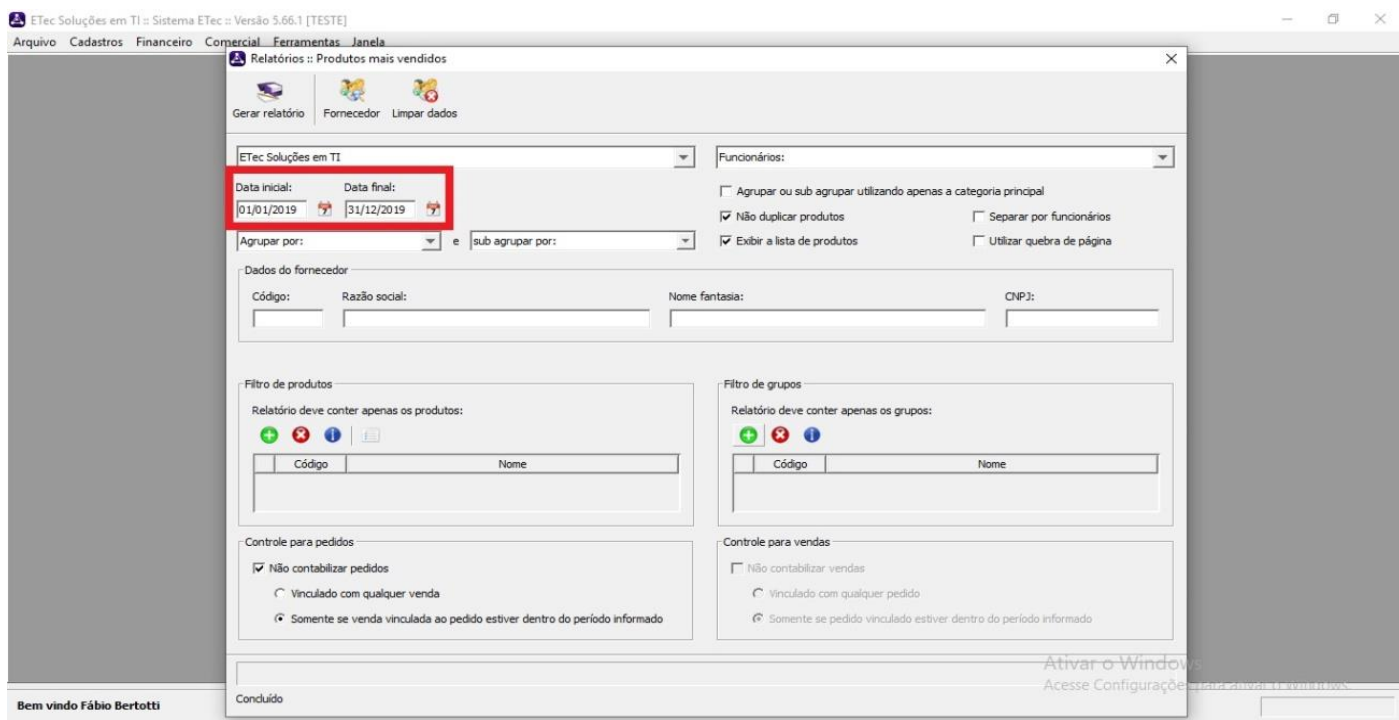 ETec Soluções em TI :: Sistema ETec :: Versão 5.66.1 [TESTE]
Arquivo Cadastros Financeiro Comercial Ferramentas Janela
Relatórios :: Produtos mais vendidos
Gerar relatório Fornecedor Limpar dados
ETec Soluções em TI Funcionários:
Data inicial: Data final:
Agrupar ou sub agrupar utilizando apenas a categoria principal
01/01/2019 31/12/2019
Não duplicar produtos Separar por funcionários
Agrupar por: e sub agrupar por: Exibir a lista de produtos Utilizar quebra de página
Dados do fornecedor
Código: Razão social: Nome fantasia: CNPJ:
Filtro de produtos Filtro de grupos
Relatório deve conter apenas os produtos: Relatório deve conter apenas os grupos:
Código Nome Código Nome
Controle para pedidos Controle para vendas
Não contabilizar pedidos Não contabilizar vendas
Vinculado com qualquer venda Vinculado com qualquer pedido
Somente se venda vinculada ao pedido estiver dentro do período informado Somente se pedido vinculado estiver dentro do período informado
Ativar o Windows
Acesse Configurações para ativar o Windows.
Concluído
Bem vindo Fábio Bertotti